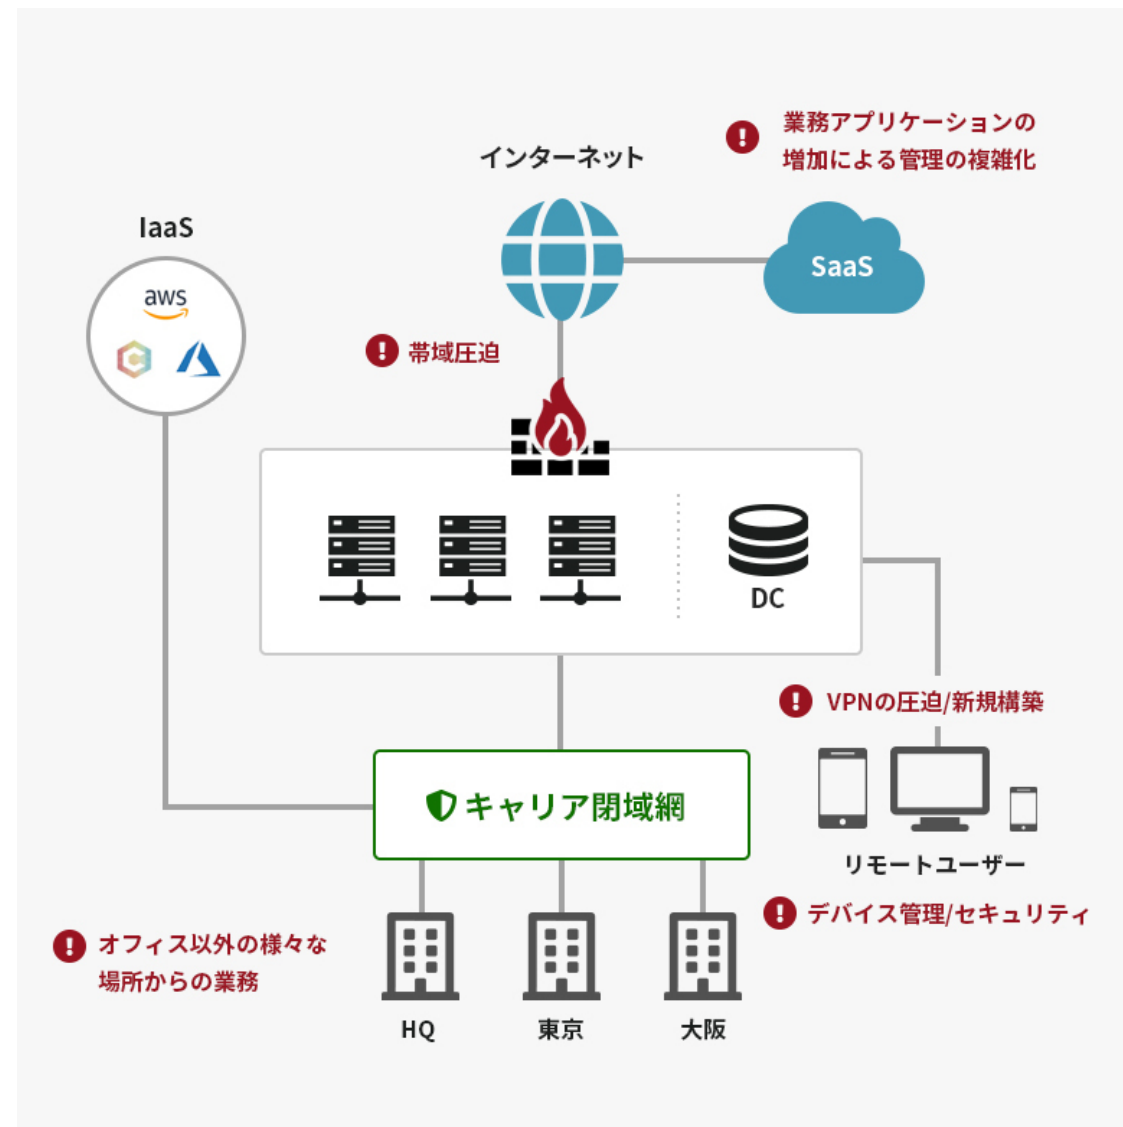 業務アプリケーションの
増加による管理の複雑化
インターネット
IaaS
aws
SaaS
帯域圧迫
DC
VPNの圧迫/新規構築
キャリア閉域網
リモートユーザー
デバイス管理/セキュリティ
オフィス以外の様々な
場所からの業務
HQ
東京
大阪